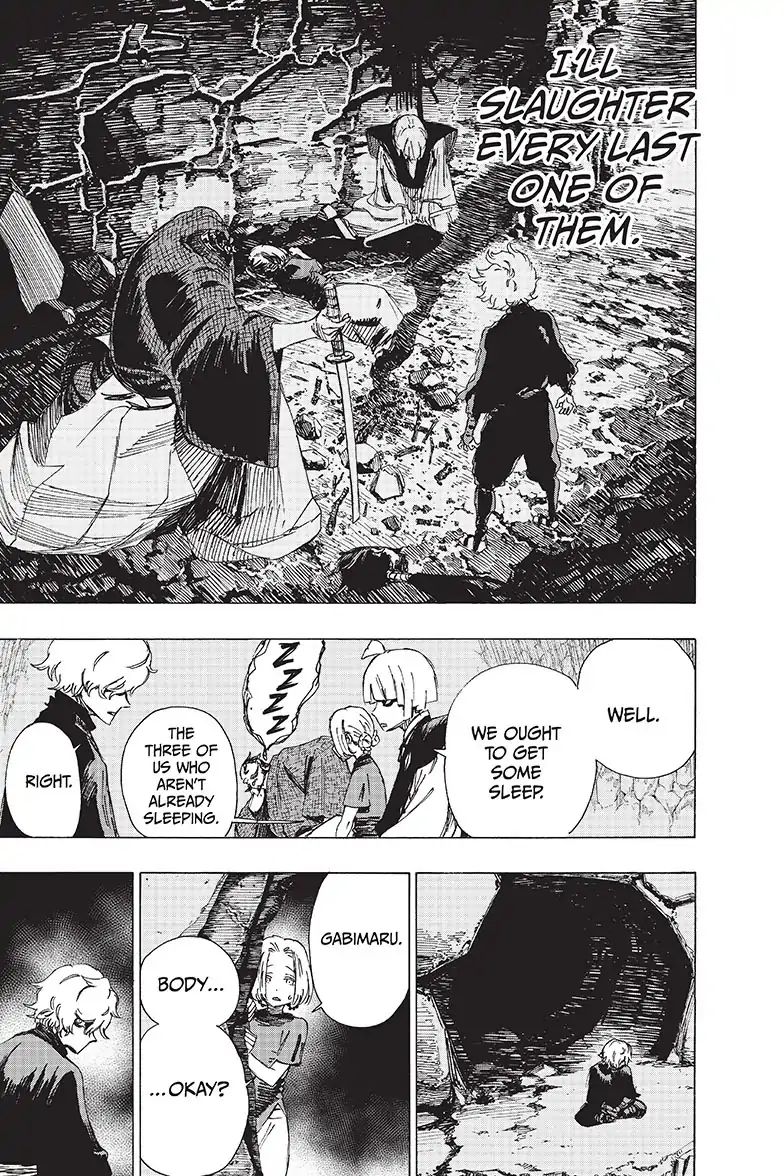 I'LL
SLAUGHTER
EVERY LAST
ONE OF
THEM.
WELL.
WE OUGHT
TO GET
SOME
SLEEP.
ZZZZZ
THE
THREE OF
US WHO
AREN'T
ALREADY
SLEEPING.
RIGHT.
GABIMARU.
BODY...
...OKAY?